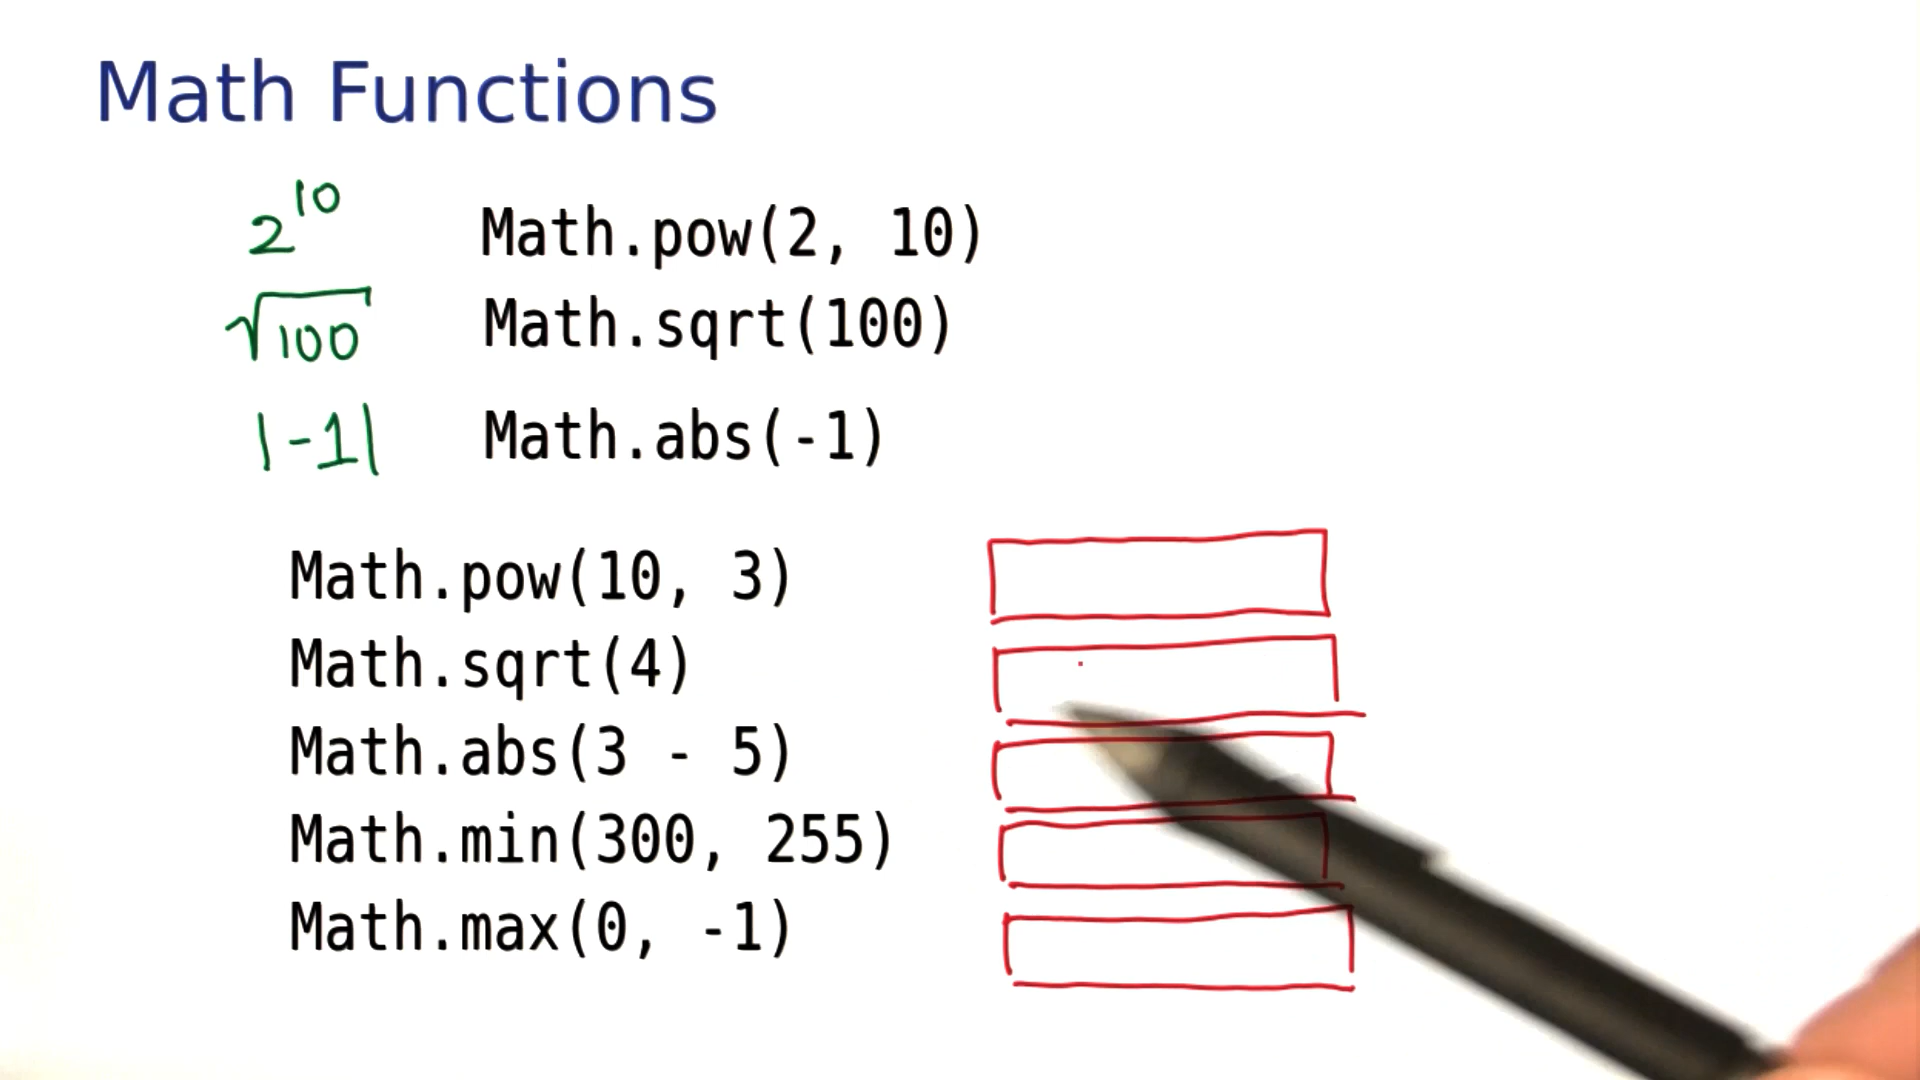 Math Functions
2^10 Math.pow(2, 10)
√100 Math.sqrt(100)
|-1| Math.abs(-1)
Math.pow(10, 3)
Math.sqrt(4)
Math.abs(3 - 5)
Math.min(300, 255)
Math.max(0, -1)